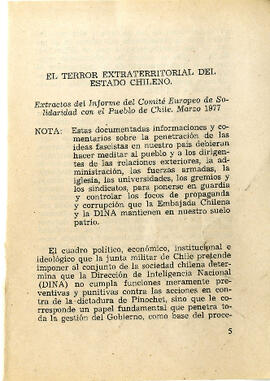 EL TERROR EXTRATERRITORIAL DEL
ESTADO CHILENO.
Extractos del Informe del Comité Europeo de So-
lidaridad con el Pueblo de Chile. Marzo 1977
NOTA: Estas documentadas informaciones y co-
mentarios sobre la penetración de las
ideas fascistas en nuestro país debieran
hacer meditar al pueblo y a los dirigen-
tes de las relaciones exteriores, la ad-
ministración, las fuerzas armadas, la
iglesia, las universidades, los gremios y
los sindicatos, para ponerse en guardia
y controlar los focos de propaganda
y corrupción que la Embajada Chilena
y la DINA mantienen en nuestro suelo
patrio.
El cuadro político, económico, institucional e
ideológico que la junta militar de Chile pretende
imponer al conjunto de la sociedad chilena deter-
mina que la Dirección de Inteligencia Nacional
(DINA) no cumpla funciones meramente pre-
ventivas y punitivas contra las acciones en con-
tra de la dictadura de Pinochet, sino que le co-
rresponde un papel fundamental que penetra to-
da la gestión del Gobierno, como base del proce-
5